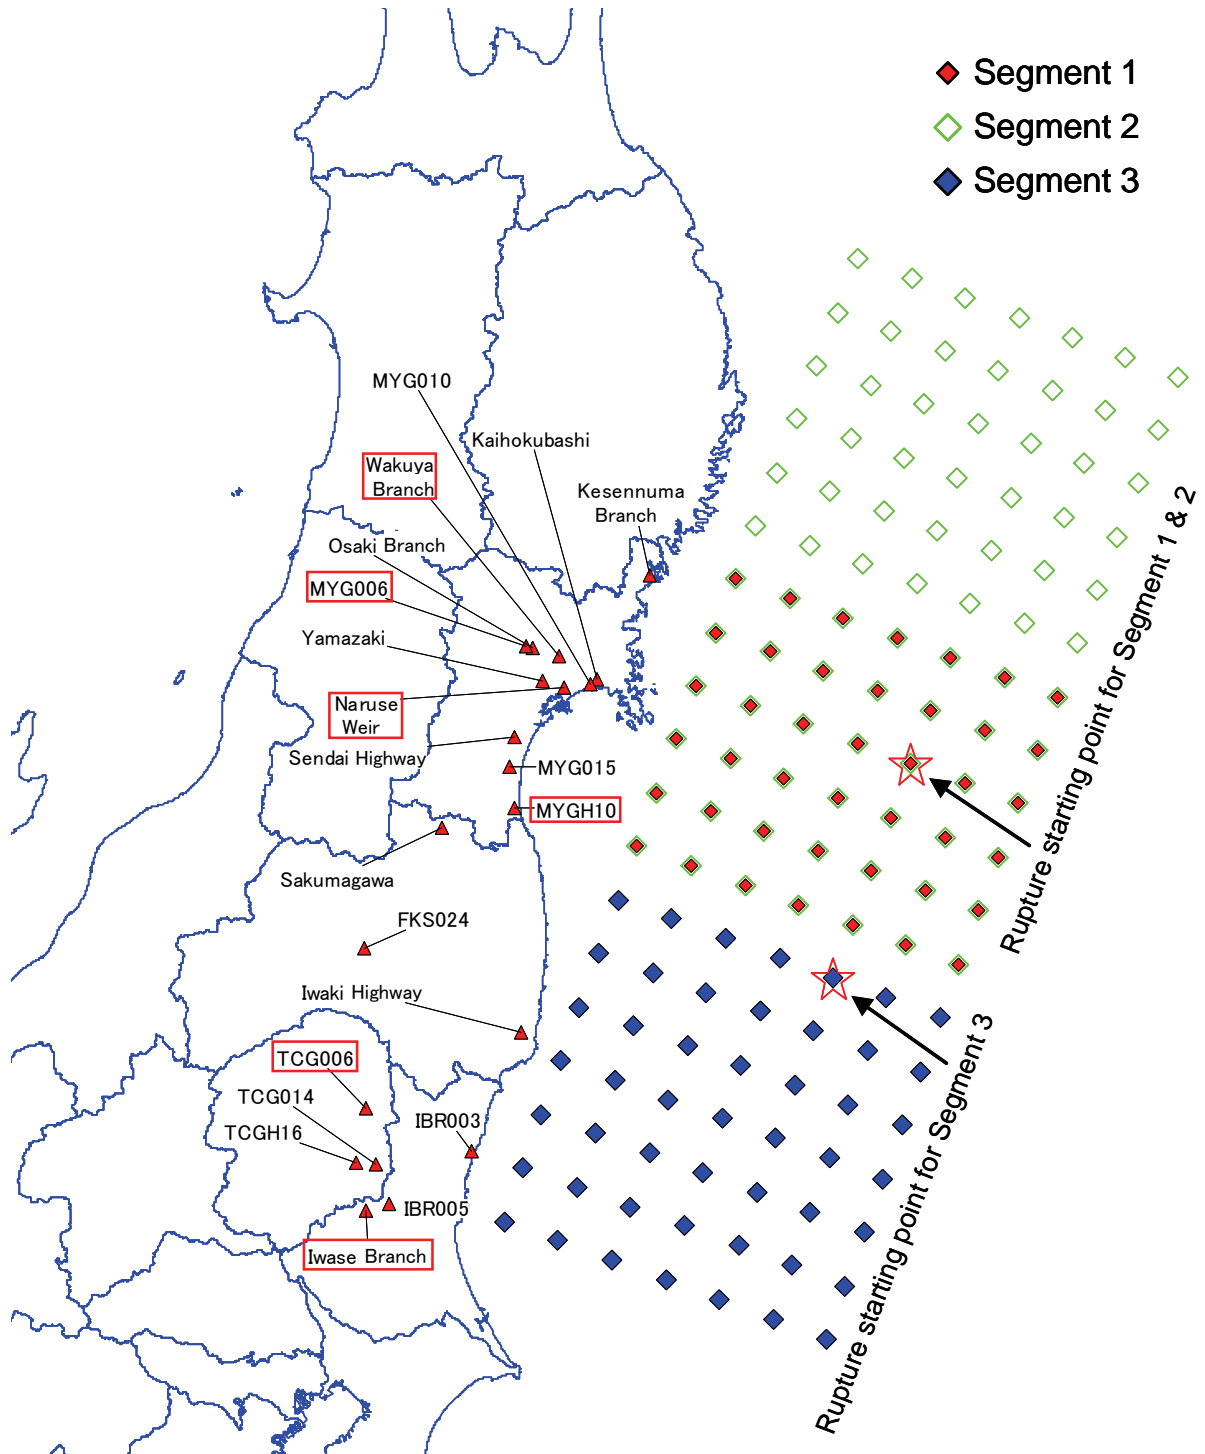 Segment 1
Segment 2
Segment 3
MYG010
Kaihokubashi
Wakuya
Branch
Kesennuma
Branch
Osaki Branch
MYG006
Yamazaki
Naruse
Weir
Sendai Highway
MYG015
MYGH10
Sakumagawa
FKS024
Iwaki Highway
TCG006
TCG014
TCGH16
IBR003
IBR005
Iwase Branch
Rupture starting point for Segment 1 & 2
Rupture starting point for Segment 3